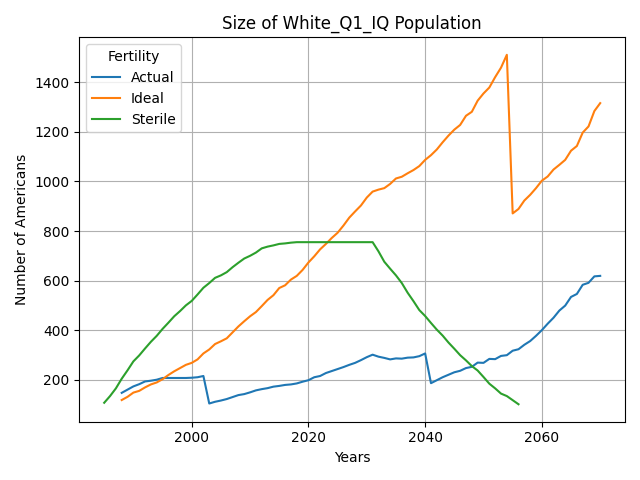 Size of White_Q1_IQ Population
Number of Americans
1400
1200
1000
800
600
400
200
Fertility
Actual
Ideal
Sterile
2000
2020
2040
2060
Years